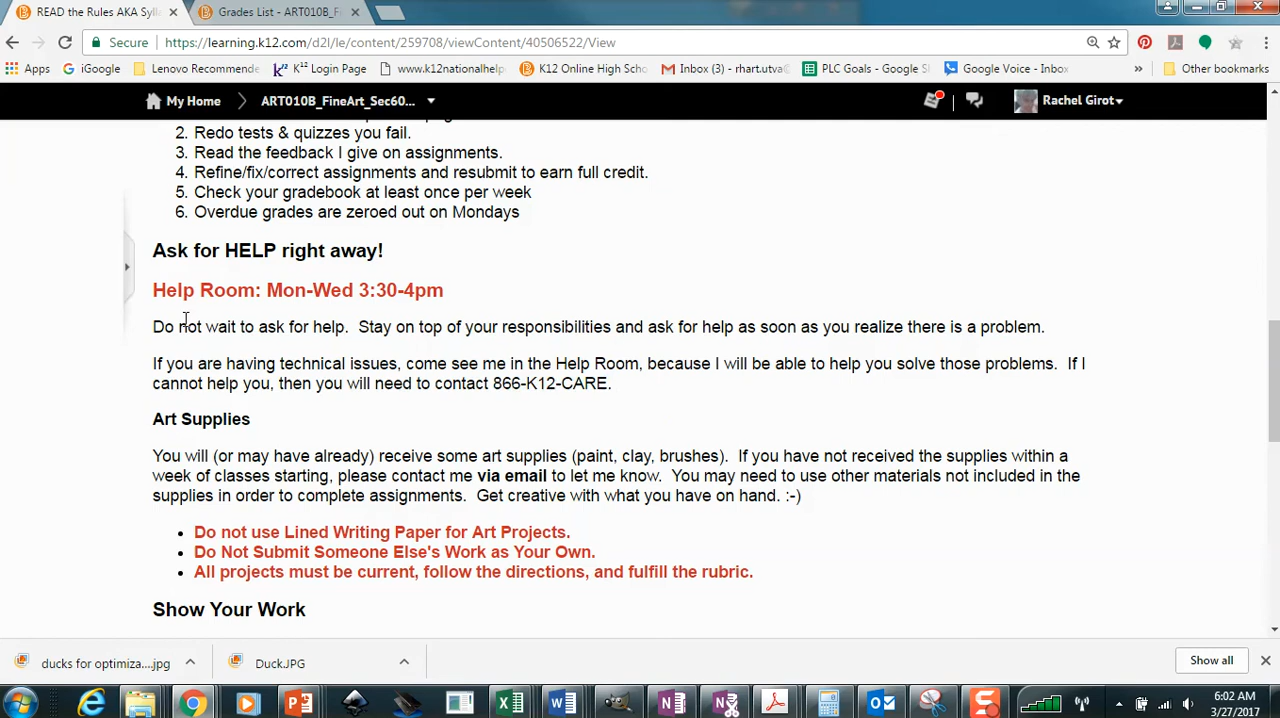 READ the Rules AKA Sylla
Grades List - ART010B_Fi
Secure
https://learning.k12.com/d2l/le/content/259708/viewContent/40506522/View
Apps
iGoogle
Lenovo Recommende
K12 Login Page
www.k12nationalhelp
K12 Online High Scho
Inbox (3) - rhart.utva@
PLC Goals - Google S
Google Voice - Inbox
»
Other bookmarks
My Home
ART010B_FineArt_Sec60...
Rachel Girot
2. Redo tests & quizzes you fail.
3. Read the feedback I give on assignments.
4. Refine/fix/correct assignments and resubmit to earn full credit.
5. Check your gradebook at least once per week
6. Overdue grades are zeroed out on Mondays
Ask for HELP right away!
Help Room: Mon-Wed 3:30-4pm
Do not wait to ask for help.  Stay on top of your responsibilities and ask for help as soon as you realize there is a problem.
If you are having technical issues, come see me in the Help Room, because I will be able to help you solve those problems.  If I
cannot help you, then you will need to contact 866-K12-CARE.
Art Supplies
You will (or may have already) receive some art supplies (paint, clay, brushes).  If you have not received the supplies within a
week of classes starting, please contact me via email to let me know.  You may need to use other materials not included in the
supplies in order to complete assignments.  Get creative with what you have on hand. :-)
• Do not use Lined Writing Paper for Art Projects.
• Do Not Submit Someone Else's Work as Your Own.
• All projects must be current, follow the directions, and fulfill the rubric.
Show Your Work
ducks for optimiza....jpg
Duck.JPG
Show all
6:02 AM
3/27/2017